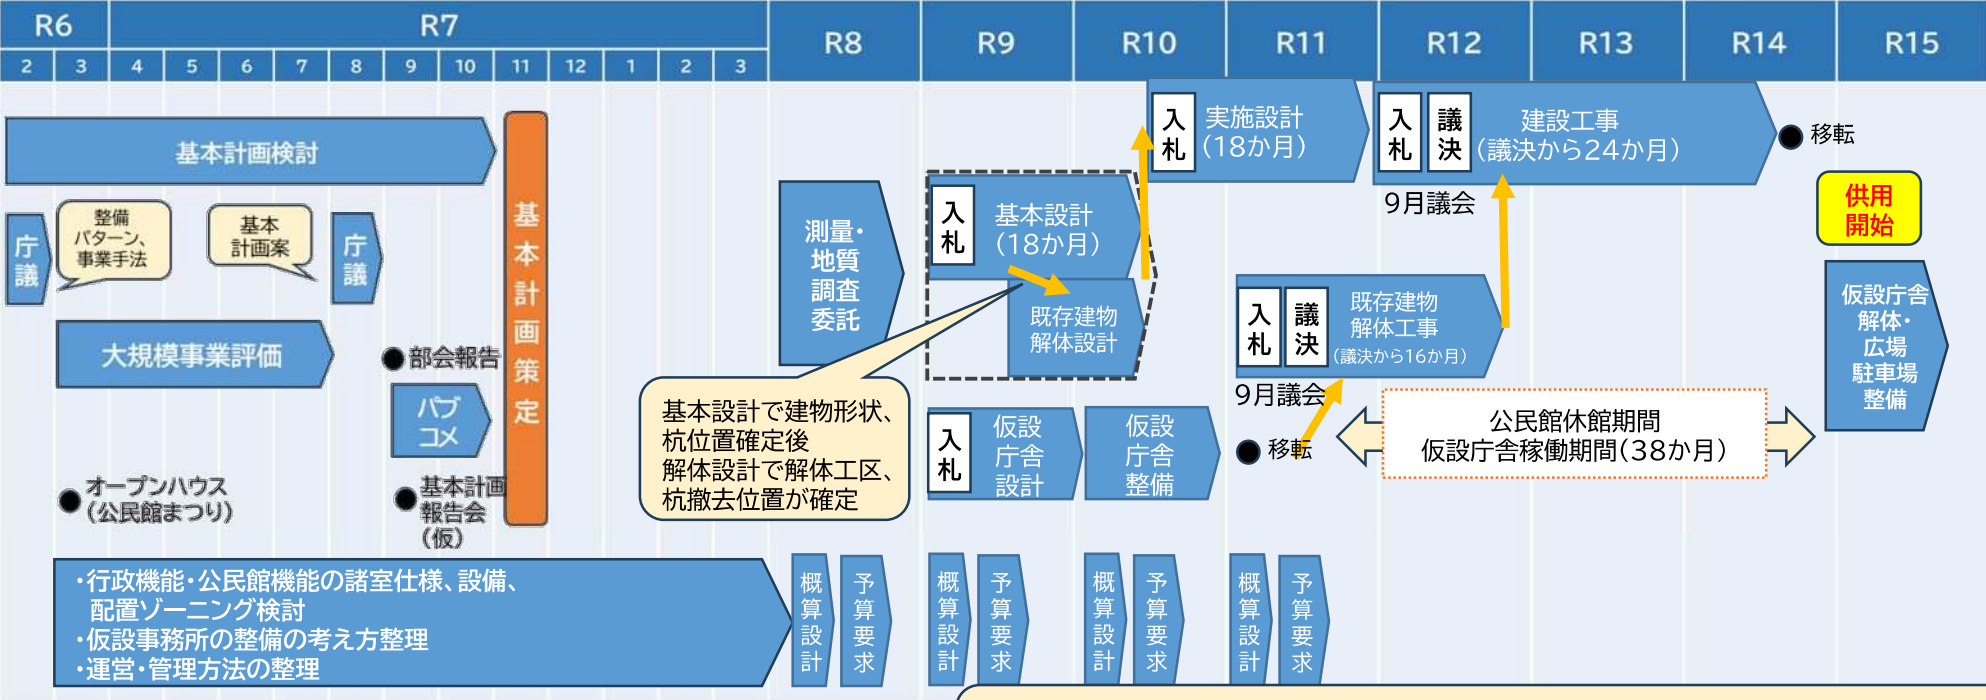 R6
R7
R8
R9
R10
R11
R12
R13
R14
R15
2
3
4
5
6
7
8
9
10
11
12
1
2
3
基本計画検討
庁議
整備
パターン、
事業手法
基本
計画案
庁議
大規模事業評価
●部会報告
パブ
コメ
●オープンハウス
(公民館まつり)
●基本計画
報告会
(仮)
基本計画策定
・行政機能・公民館機能の諸室仕様、設備、
配置ゾーニング検討
・仮設事務所の整備の考え方整理
・運営・管理方法の整理
測量・
地質
調査
委託
入札
基本設計
(18か月)
既存建物
解体設計
基本設計で建物形状、
杭位置確定後
解体設計で解体工区、
杭撤去位置が確定
入札
仮設
庁舎
設計
仮設
庁舎
整備
入札
実施設計
(18か月)
入札
議決
既存建物
解体工事
(議決から16か月)
9月議会
●移転
入札
議決
建設工事
(議決から24か月)
9月議会
●移転
公民館休館期間
仮設庁舎稼働期間(38か月)
供用
開始
仮設庁舎
解体・
広場
駐車場
整備
概算設計
予算要求
概算設計
予算要求
概算設計
予算要求
概算設計
予算要求